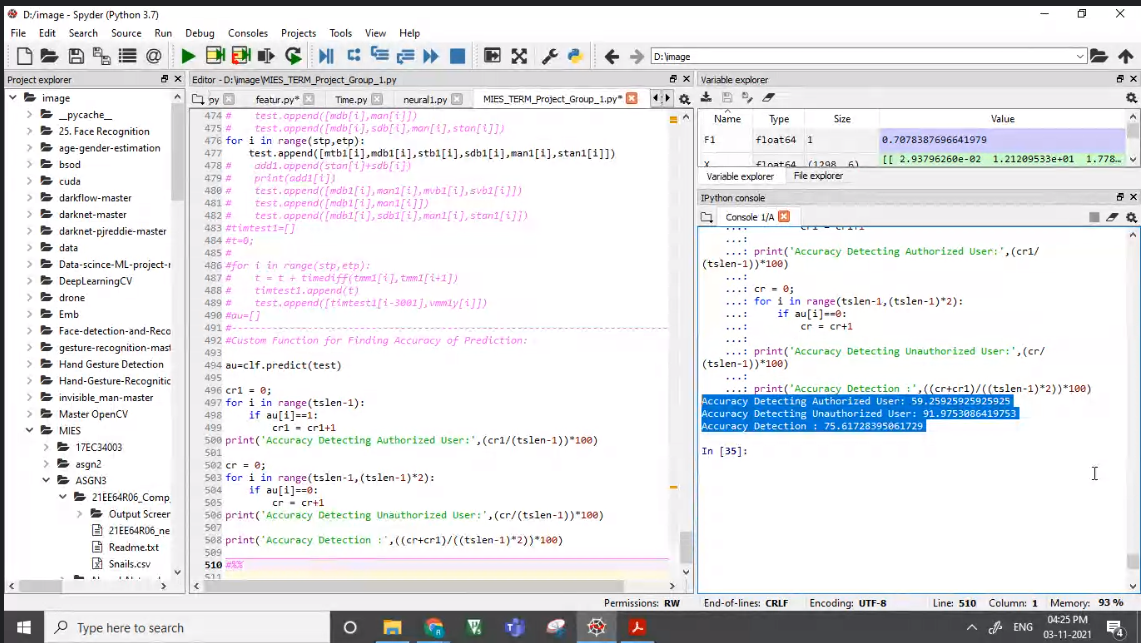 D:/image - Spyder (Python 3.7)
File Edit Search Source Run Debug Consoles Projects Tools View Help
D:\image
Project explorer
image
__pycache__
25. Face Recognition
age-gender-estimation
bsod
cuda
darkflow-master
darknet-master
darknet-pjreddie-master
data
Data-scince-ML-project-r
DeepLearningCV
drone
Emb
Face-detection-and-Reco
gesture-recognition-mast
Hand Gesture Detection
Hand-Gesture-Recognitic
invisible_man-master
Master OpenCV
MIES
17EC34003
asgn2
ASGN3
21EE64R06_Comp_
Output Screer
21EE64R06_ne
Readme.txt
Snails.csv
Editor - D:\image\MIES_TERM_Project_Group_1.py
py featur.py* Time.py neural1.py MIES_TERM_Project_Group_1.py*
474 # test.append([mdb[i],man[i]])
475 # test.append([mdb[i],sdb[i],man[i],stan[i]])
476 for i in range(stp,etp):
477 test.append([mtb1[i],mdb1[i],stb1[i],sdb1[i],man1[i],stan1[i]])
478 # add1.append(stan[i]+sdb[i])
479 # print(add1[i])
480 # test.append([mdb1[i],man1[i],mvb1[i],svb1[i]])
481 # test.append([mdb1[i],man1[i]])
482 # test.append([mdb1[i],sdb1[i],man1[i],stan1[i]])
483 #timtest1=[]
484 #t=0;
485 #
486 #for i in range(stp,etp):
487 # t = t + timediff(tmm1[i],tmm1[i+1])
488 # timtest1.append(t)
489 # test.append([timtest1[i-3001],vmm1y[i]])
490 #au=[]
491 #
492 #Custom Function for Finding Accuracy of Prediction:
493
494 au=clf.predict(test)
495
496 cr1 = 0;
497 for i in range(tslen-1):
498 if au[i]==1:
499 cr1 = cr1+1
500 print('Accuracy Detecting Authorized User:',(cr1/(tslen-1))*100)
501
502 cr = 0;
503 for i in range(tslen-1,(tslen-1)*2):
504 if au[i]==0:
505 cr = cr+1
506 print('Accuracy Detecting Unauthorized User:',(cr/(tslen-1))*100)
507
508 print('Accuracy Detection :',((cr+cr1)/((tslen-1)*2))*100)
509
510 #%%
511
Variable explorer
Name Type Size Value
F1 float64 1 0.7078387696641979
X float64 (1298, 6) [[ 2.93796260e-02 1.21209533e+01 1.778...
Variable explorer File explorer
IPython console
Console 1/A
...: cr1 = cr1+1
...:
...: print('Accuracy Detecting Authorized User:',(cr1/
(tslen-1))*100)
...:
...: cr = 0;
...: for i in range(tslen-1,(tslen-1)*2):
...: if au[i]==0:
...: cr = cr+1
...:
...: print('Accuracy Detecting Unauthorized User:',(cr/
(tslen-1))*100)
...:
...: print('Accuracy Detection :',((cr+cr1)/((tslen-1)*2))*100)
Accuracy Detecting Authorized User: 59.25925925925925
Accuracy Detecting Unauthorized User: 91.9753086419753
Accuracy Detection : 75.61728395061729
In [35]:
Permissions: RW End-of-lines: CRLF Encoding: UTF-8 Line: 510 Column: 1 Memory: 93 %
Type here to search
ENG
04:25 PM
03-11-2021
4